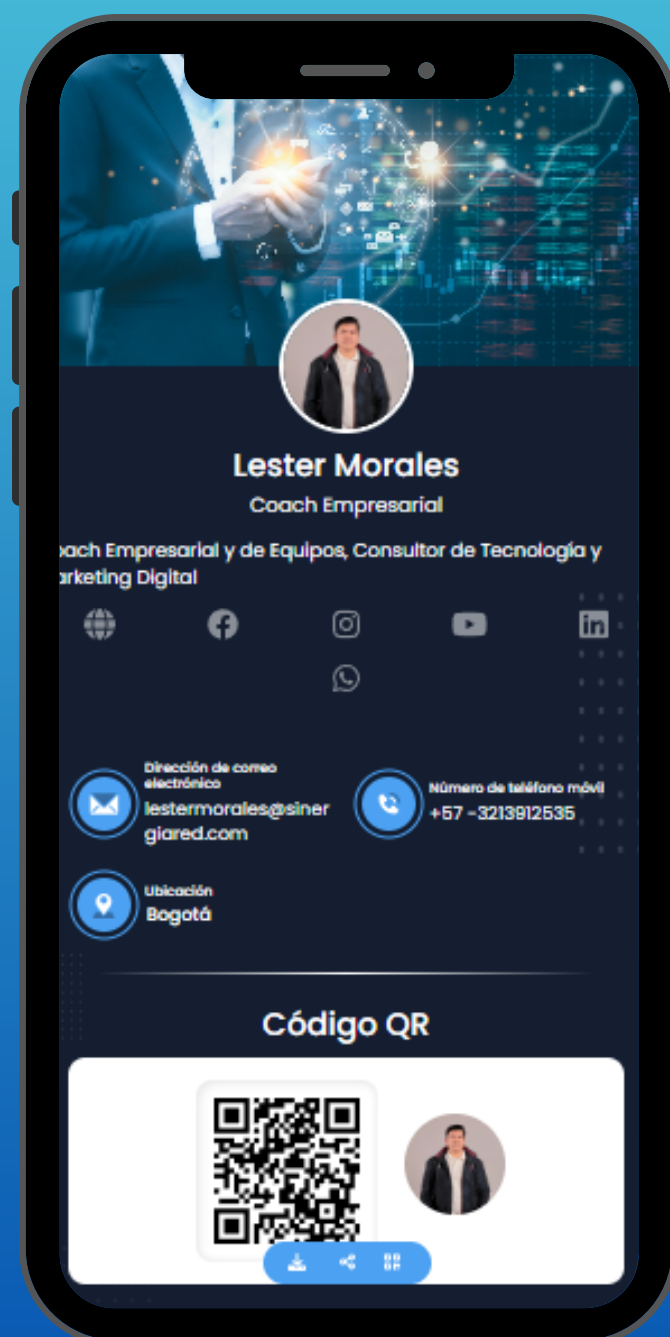 Lester Morales
Coach Empresarial
oach Empresarial y de Equipos, Consultor de Tecnología y
arketing Digital
in
Dirección de correo
electrónico
lestermorales@siner
giared.com
Número de teléfono móvil
+57 -3213912535
Ubicación
Bogotá
Código QR